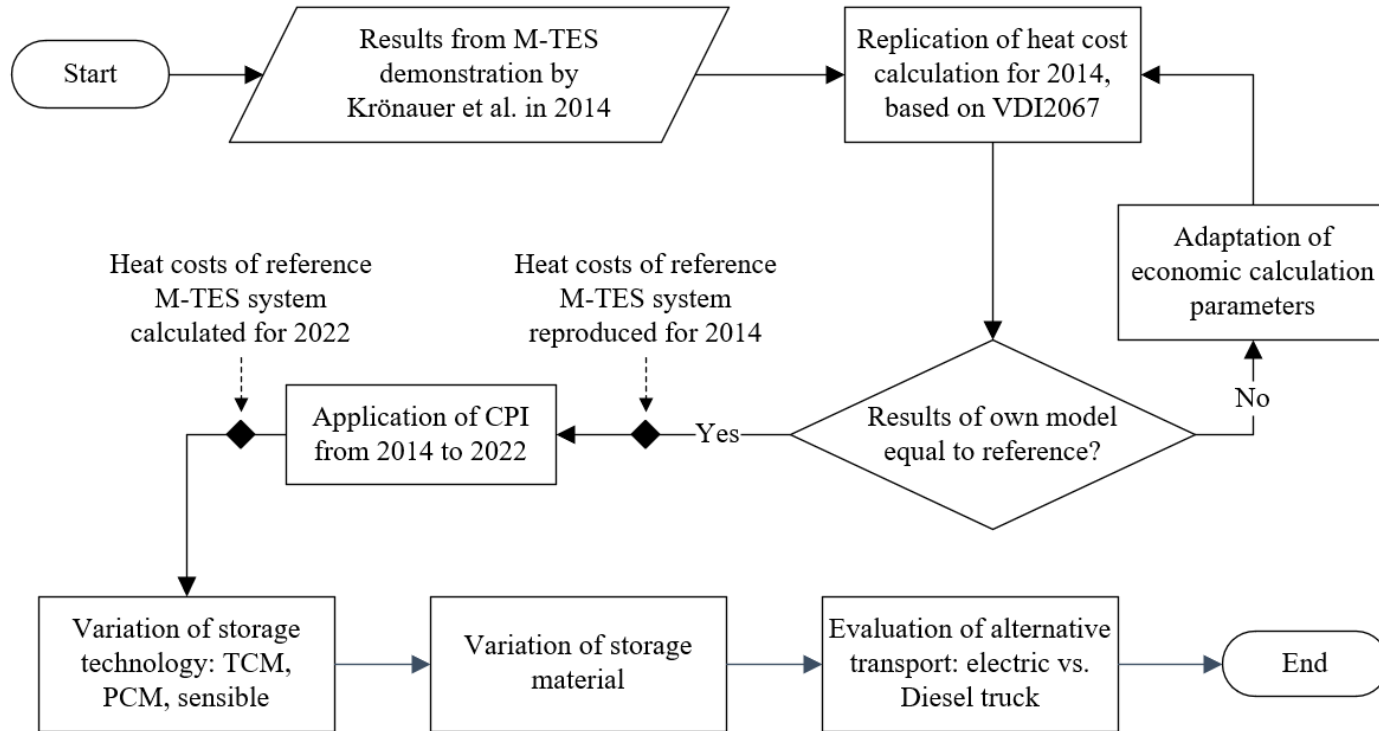 Start
Results from M-TES
demonstration by
Krönauer et al. in 2014
Replication of heat cost
calculation for 2014,
based on VDI2067
Adaptation of
economic calculation
parameters
Heat costs of reference
M-TES system
calculated for 2022
Heat costs of reference
M-TES system
reproduced for 2014
Application of CPI
from 2014 to 2022
Yes
Results of own model
equal to reference?
No
Variation of storage
technology: TCM,
PCM, sensible
Variation of storage
material
Evaluation of alternative
transport: electric vs.
Diesel truck
End